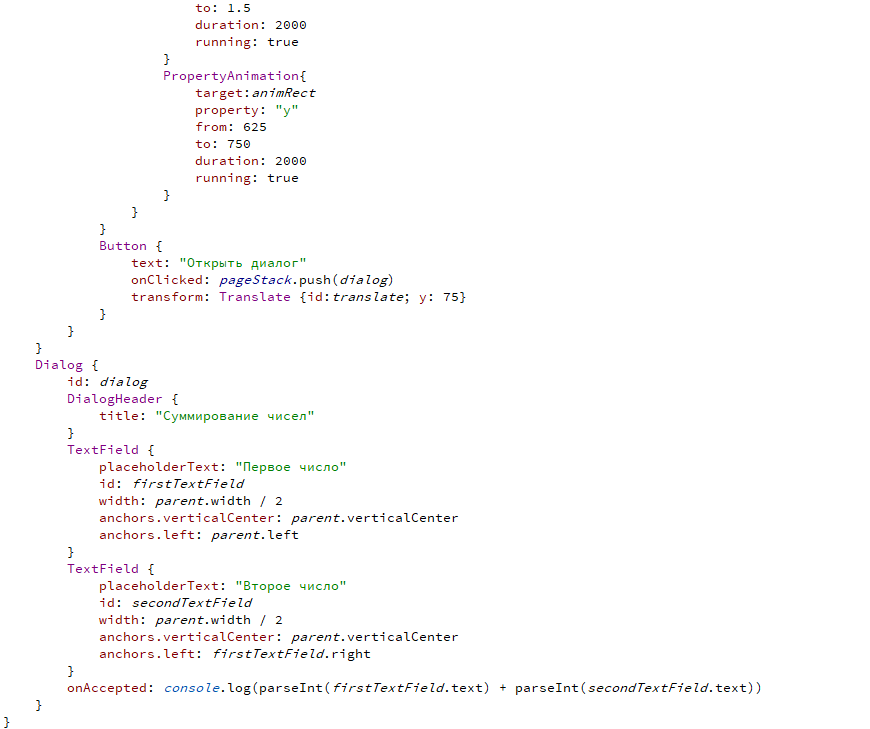 to: 1.5
                        duration: 2000
                        running: true
                    }
                    PropertyAnimation{
                        target:animRect
                        property: "y"
                        from: 625
                        to: 750
                        duration: 2000
                        running: true
                    }
                }
            }
            Button {
                text: "Открыть диалог"
                onClicked: pageStack.push(dialog)
                transform: Translate {id:translate; y: 75}
            }
        }
    }
    Dialog {
        id: dialog
        DialogHeader {
            title: "Суммирование чисел"
        }
        TextField {
            placeholderText: "Первое число"
            id: firstTextField
            width: parent.width / 2
            anchors.verticalCenter: parent.verticalCenter
            anchors.left: parent.left
        }
        TextField {
            placeholderText: "Второе число"
            id: secondTextField
            width: parent.width / 2
            anchors.verticalCenter: parent.verticalCenter
            anchors.left: firstTextField.right
        }
        onAccepted: console.log(parseInt(firstTextField.text) + parseInt(secondTextField.text))
    }
}